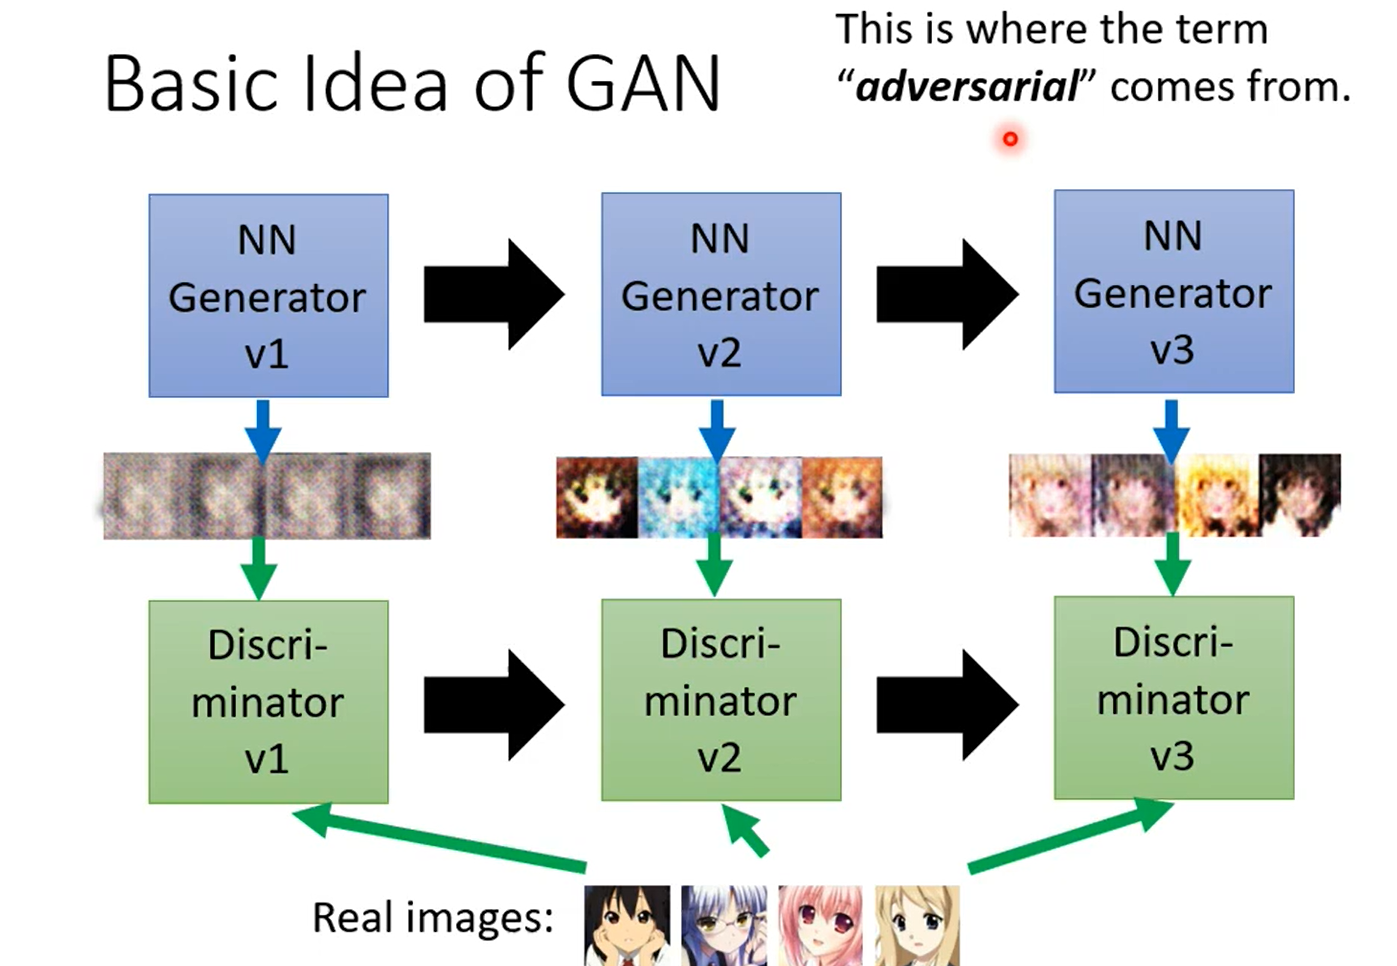 Basic Idea of GAN
This is where the term
“adversarial” comes from.
NN
Generator
v1
NN
Generator
v2
NN
Generator
v3
Discri-
minator
v1
Discri-
minator
v2
Discri-
minator
v3
Real images: